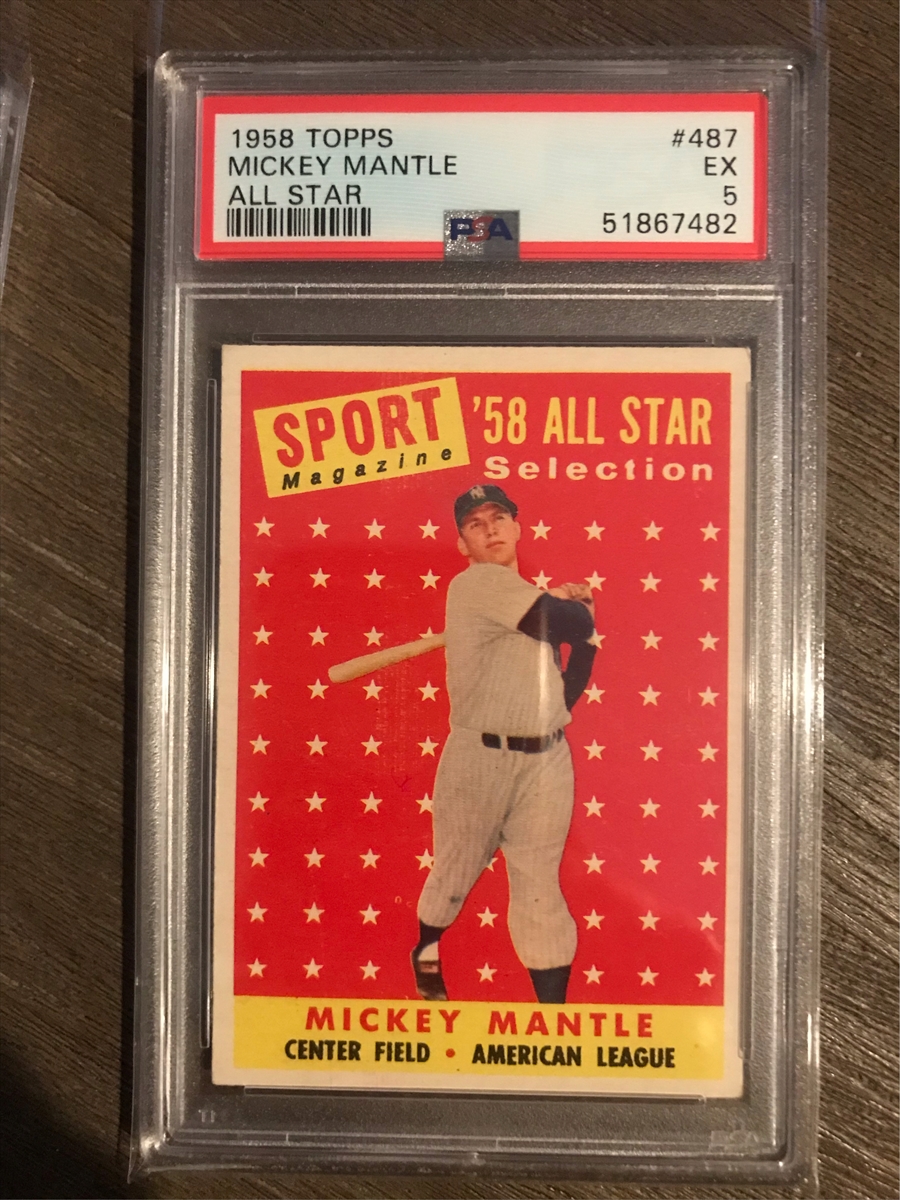 1958 TOPPS #487
MICKEY MANTLE EX
ALL STAR 5
51867482
PSA
SPORT
Magazine
'58 ALL STAR
Selection
MICKEY MANTLE
CENTER FIELD • AMERICAN LEAGUE
PSA